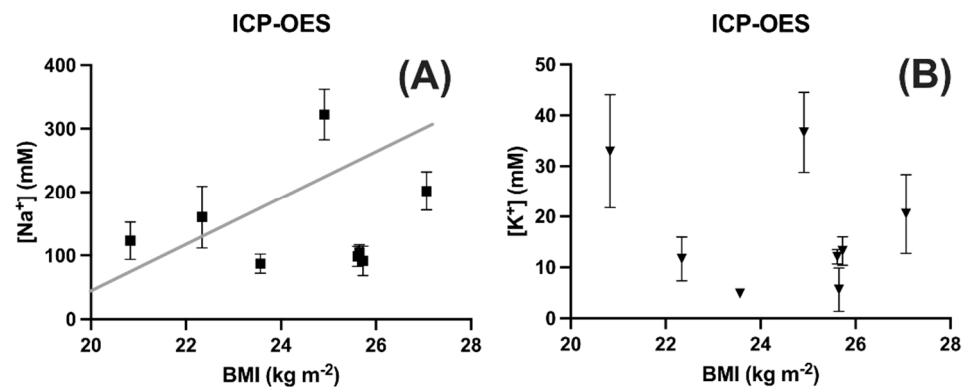 ICP-OES
(A)
[Na⁺] (mM)
400
300
200
100
0
20 22 24 26 28
BMI (kg m⁻²)
ICP-OES
(B)
[K⁺] (mM)
50
40
30
20
10
0
20 22 24 26 28
BMI (kg m⁻²)